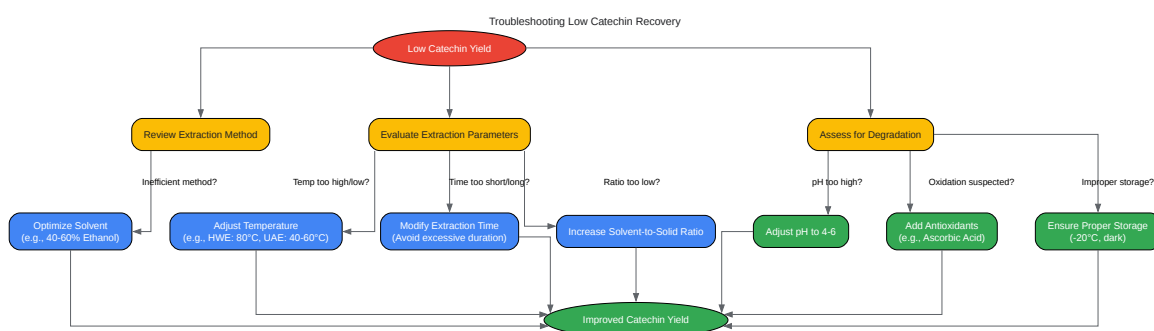 Troubleshooting Low Catechin Recovery
Low Catechin Yield
Review Extraction Method
Evaluate Extraction Parameters
Assess for Degradation
Inefficient method?
Temp too high/low?
Time too short/long?
Ratio too low?
pH too high?
Oxidation suspected?
Improper storage?
Optimize Solvent
(e.g., 40-60% Ethanol)
Adjust Temperature
(e.g., HWE: 80°C, UAE: 40-60°C)
Modify Extraction Time
(Avoid excessive duration)
Increase Solvent-to-Solid Ratio
Adjust pH to 4-6
Add Antioxidants
(e.g., Ascorbic Acid)
Ensure Proper Storage
(-20°C, dark)
Improved Catechin Yield